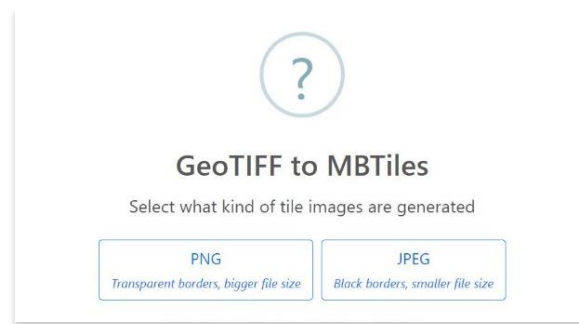 ?
GeoTIFF to MBTiles
Select what kind of tile images are generated
PNG
Transparent borders, bigger file size
JPEG
Black borders, smaller file size